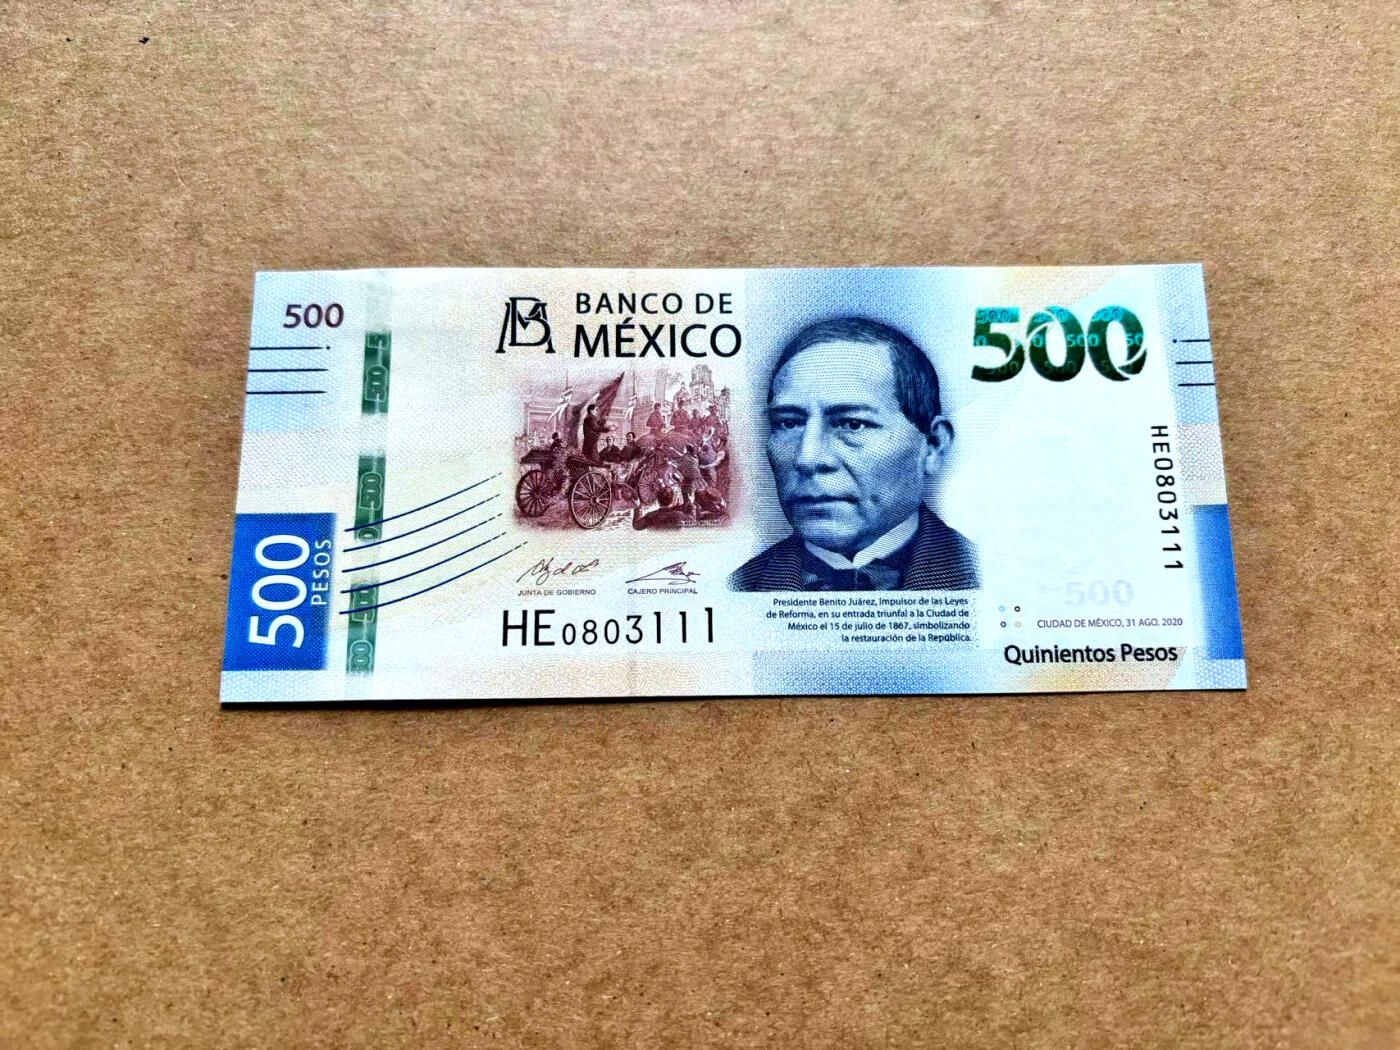 500
BM
BANCO DE
MÉXICO
500
500
PESOS
JUNTA DE GOBIERNO
CAJERO PRINCIPAL
HE0803111
Presidente Benito Juárez, impulsor de las Leyes
de Reforma, en su entrada triunfal a la Ciudad de
México el 15 de julio de 1867, simbolizando
la restauración de la República.
HE0803111
500
CIUDAD DE MÉXICO, 31 AGO. 2020
Quinientos Pesos